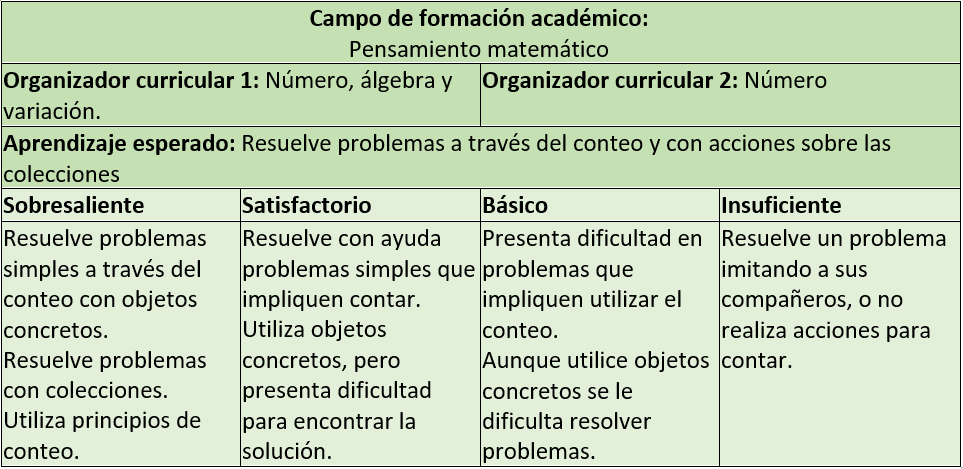 Campo de formación académico:
Pensamiento matemático
Organizador curricular 1: Número, álgebra y
variación.
Organizador curricular 2: Número
Aprendizaje esperado: Resuelve problemas a través del conteo y con acciones sobre las
colecciones
Sobresaliente
Resuelve problemas
simples a través del
conteo con objetos
concretos.
Resuelve problemas
con colecciones.
Utiliza principios de
conteo.
Satisfactorio
Resuelve con ayuda
problemas simples que
impliquen contar.
Utiliza objetos
concretos, pero
presenta dificultad
para encontrar la
solución.
Básico
Presenta dificultad en
problemas que
impliquen utilizar el
conteo.
Aunque utilice objetos
concretos se le
dificulta resolver
problemas.
Insuficiente
Resuelve un problema
imitando a sus
compañeros, o no
realiza acciones para
contar.